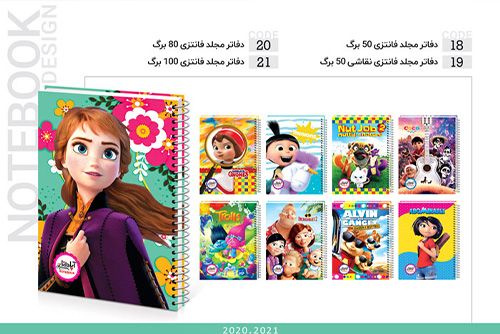 NOTEBOOK
DESIGN
CODE
CODE
18 دفاتر مجلد فانتزی 50 برگ
20 دفاتر مجلد فانتزی 80 برگ
19 دفاتر مجلد فانتزی نقاشی 50 برگ
21 دفاتر مجلد فانتزی 100 برگ
NUT JOB 2
COCO
Trolls
ALVIN
ABOMINABLE
2020.2021